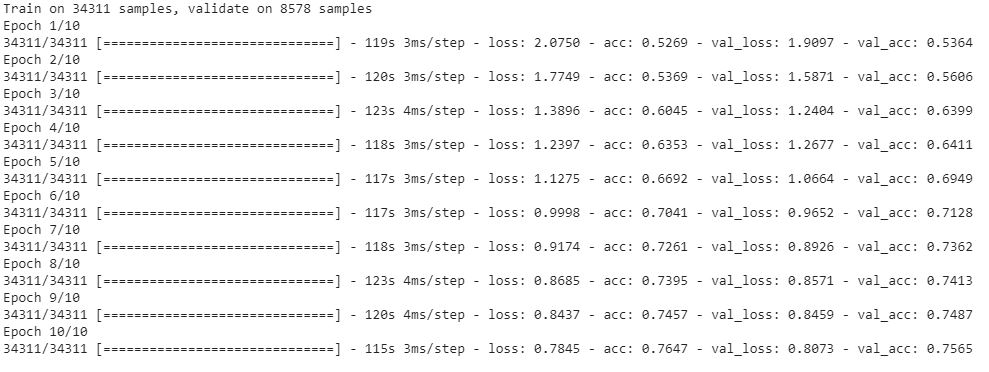 Train on 34311 samples, validate on 8578 samples
Epoch 1/10
34311/34311 [==============================] - 119s 3ms/step - loss: 2.0750 - acc: 0.5269 - val_loss: 1.9097 - val_acc: 0.5364
Epoch 2/10
34311/34311 [==============================] - 120s 3ms/step - loss: 1.7749 - acc: 0.5369 - val_loss: 1.5871 - val_acc: 0.5606
Epoch 3/10
34311/34311 [==============================] - 123s 4ms/step - loss: 1.3896 - acc: 0.6045 - val_loss: 1.2404 - val_acc: 0.6399
Epoch 4/10
34311/34311 [==============================] - 118s 3ms/step - loss: 1.2397 - acc: 0.6353 - val_loss: 1.2677 - val_acc: 0.6411
Epoch 5/10
34311/34311 [==============================] - 117s 3ms/step - loss: 1.1275 - acc: 0.6692 - val_loss: 1.0664 - val_acc: 0.6949
Epoch 6/10
34311/34311 [==============================] - 117s 3ms/step - loss: 0.9998 - acc: 0.7041 - val_loss: 0.9652 - val_acc: 0.7128
Epoch 7/10
34311/34311 [==============================] - 118s 3ms/step - loss: 0.9174 - acc: 0.7261 - val_loss: 0.8926 - val_acc: 0.7362
Epoch 8/10
34311/34311 [==============================] - 123s 4ms/step - loss: 0.8685 - acc: 0.7395 - val_loss: 0.8571 - val_acc: 0.7413
Epoch 9/10
34311/34311 [==============================] - 120s 4ms/step - loss: 0.8437 - acc: 0.7457 - val_loss: 0.8459 - val_acc: 0.7487
Epoch 10/10
34311/34311 [==============================] - 115s 3ms/step - loss: 0.7845 - acc: 0.7647 - val_loss: 0.8073 - val_acc: 0.7565